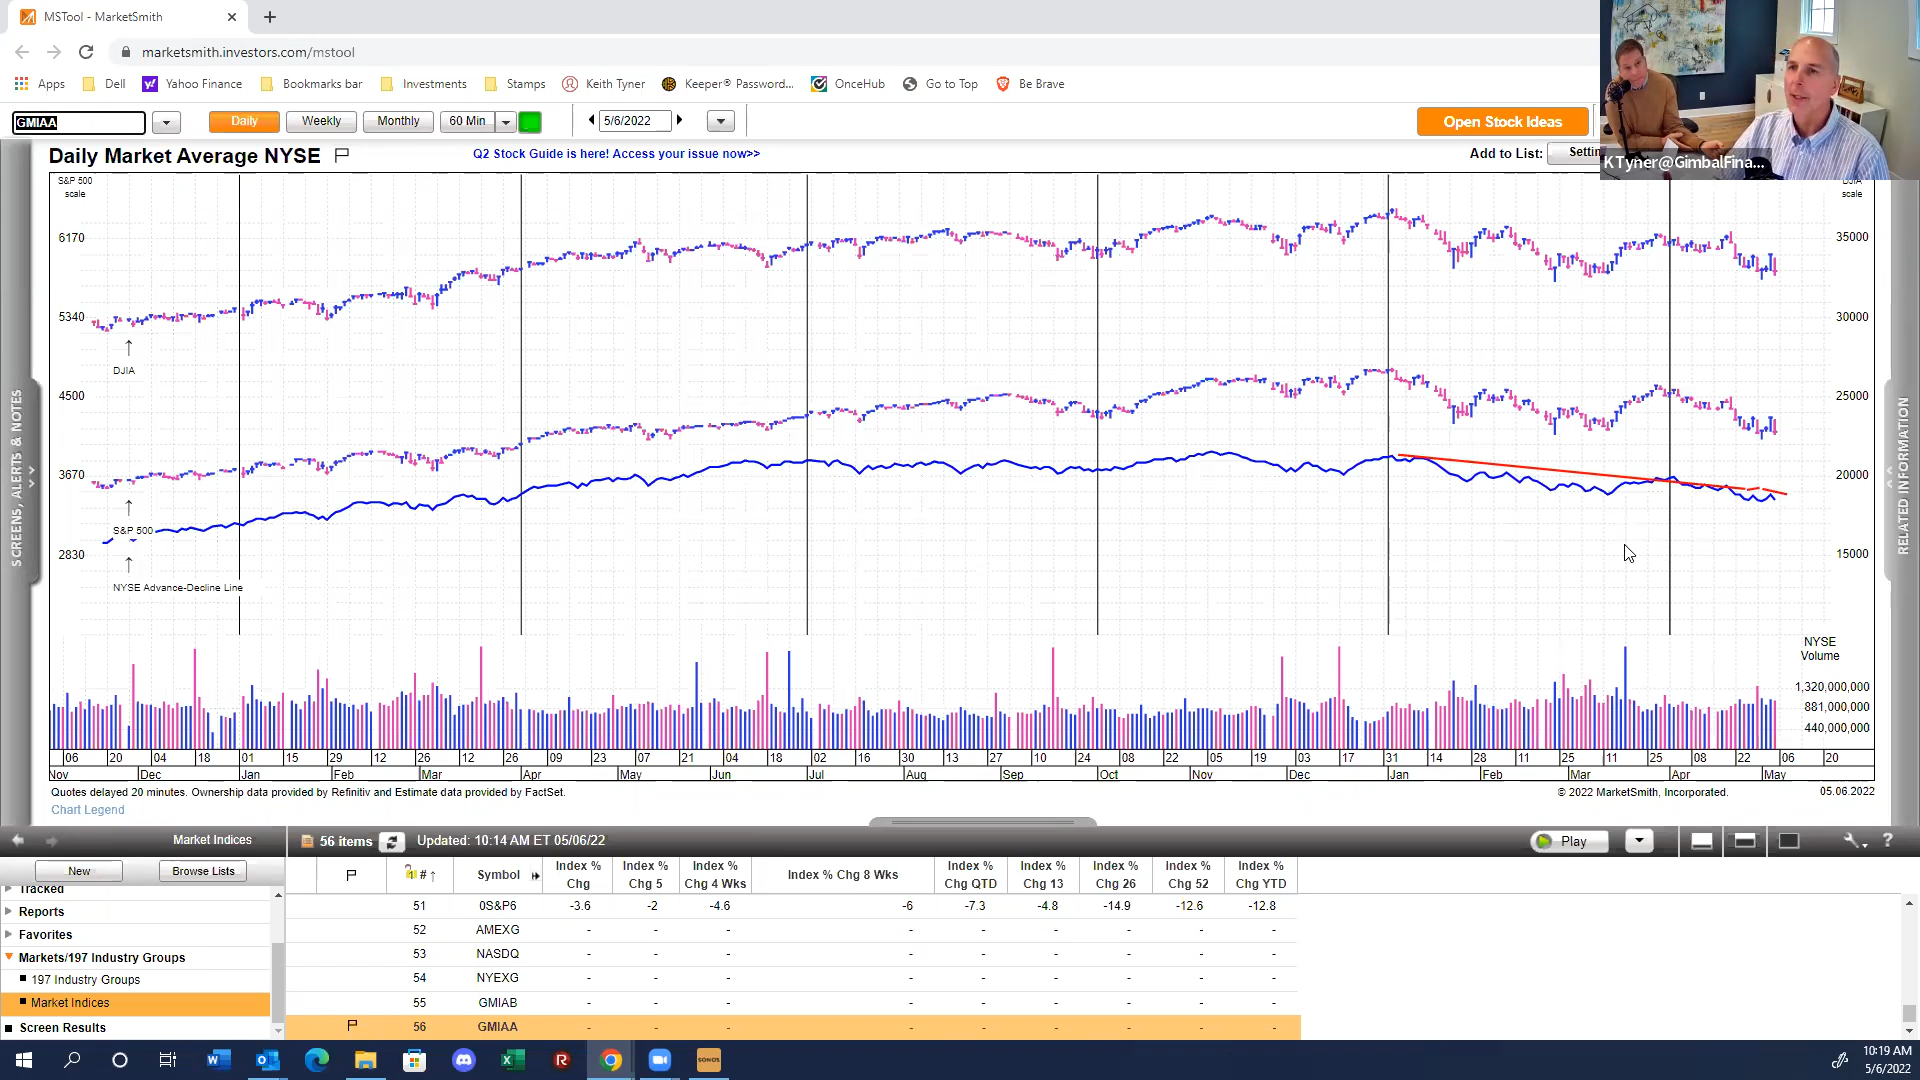 MSTool - MarketSmith
marketsmith.investors.com/mstool
Apps Dell Yahoo Finance Bookmarks bar Investments Stamps Keith Tyner Keeper® Password... OnceHub Go to Top Be Brave
GMIAA Daily Weekly Monthly 60 Min 5/6/2022 Open Stock Ideas
Daily Market Average NYSE Q2 Stock Guide is here! Access your issue now>> Add to List:
KTyner@GimbalFina...
S&P 500
scale
scale
6170 35000
5340 30000
DJIA
4500 25000
3670 20000
S&P 500
2830 15000
NYSE Advance-Decline Line
SCREENS, ALERTS & NOTES
RELATED INFORMATION
NYSE
Volume
1,320,000,000
881,000,000
440,000,000
06 20 04 18 01 15 29 12 26 12 26 09 23 07 21 04 18 02 16 30 13 27 10 24 08 22 05 19 03 17 31 14 28 11 25 11 25 08 22 06 20
Nov Dec Jan Feb Mar Apr May Jun Jul Aug Sep Oct Nov Dec Jan Feb Mar Apr May
Quotes delayed 20 minutes. Ownership data provided by Refinitiv and Estimate data provided by FactSet. © 2022 MarketSmith, Incorporated. 05.06.2022
Chart Legend
Market Indices 56 items Updated: 10:14 AM ET 05/06/22 Play ?
New Browse Lists
Tracked
Reports
Favorites
Markets/197 Industry Groups
197 Industry Groups
Market Indices
Screen Results
# Symbol Index % Chg Index % Chg 5 Index % Chg 4 Wks Index % Chg 8 Wks Index % Chg QTD Index % Chg 13 Index % Chg 26 Index % Chg 52 Index % Chg YTD
51 0S&P6 -3.6 -2 -4.6 -6 -7.3 -4.8 -14.9 -12.6 -12.8
52 AMEXG - - - - - - - - -
53 NASDQ - - - - - - - - -
54 NYEXG - - - - - - - - -
55 GMIAB - - - - - - - - -
56 GMIAA - - - - - - - - -
SONOS
10:19 AM
5/6/2022